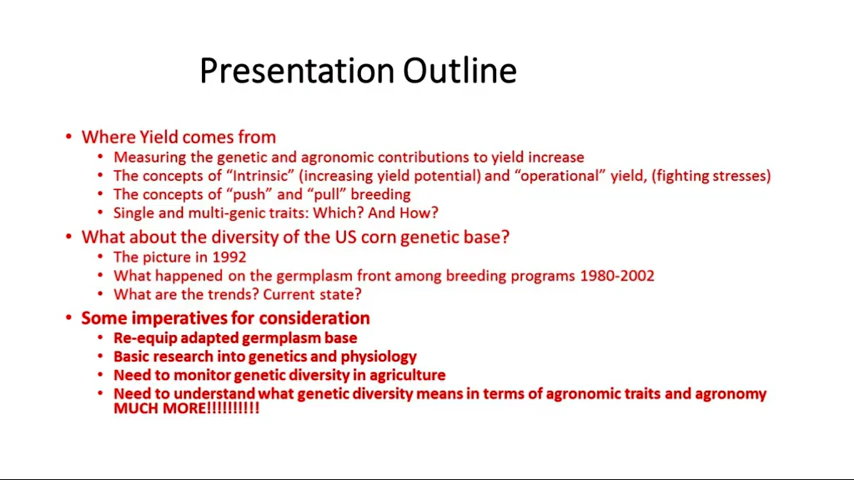 Presentation Outline
• Where Yield comes from
• Measuring the genetic and agronomic contributions to yield increase
• The concepts of “Intrinsic” (increasing yield potential) and “operational” yield, (fighting stresses)
• The concepts of “push” and “pull” breeding
• Single and multi-genic traits: Which? And How?
• What about the diversity of the US corn genetic base?
• The picture in 1992
• What happened on the germplasm front among breeding programs 1980-2002
• What are the trends? Current state?
• Some imperatives for consideration
• Re-equip adapted germplasm base
• Basic research into genetics and physiology
• Need to monitor genetic diversity in agriculture
• Need to understand what genetic diversity means in terms of agronomic traits and agronomy
MUCH MORE!!!!!!!!!!